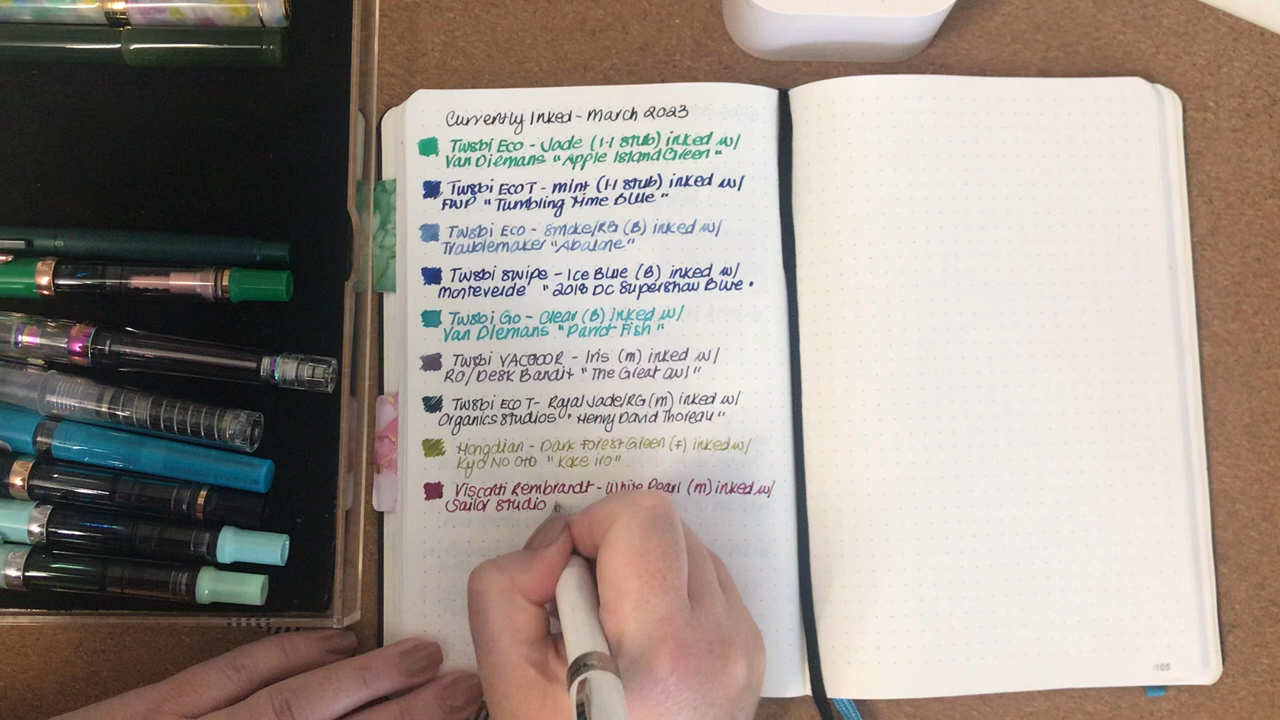 Currently Inked - March 2023
Twsbi Eco - Jade (1.1 Stub) inked w/
Van Diemans "Apple Island Green"
Twsbi ECO T - Mint (1.1 stub) inked w/
FWP "Tumbling Time Blue"
Twsbi Eco - Smoke/RG (B) inked w/
Troublemaker "Abalone"
Twsbi Swipe - Ice Blue (B) inked w/
Monteverde "2018 DC Supershow Blue"
Twsbi Go - Clear (B) inked w/
Van Diemans "Parrot Fish"
Twsbi VAC700R - Iris (m) inked w/
RO/Desk Bandit "The Great Owl"
Twsbi ECO T - Royal Jade/RG (m) inked w/
Organics Studios "Henry David Thoreau"
Hongdian - Dark Forest Green (f) inked w/
Kyo No Oto "Koke iro"
Visconti Rembrandt - White Pearl (m) inked w/
Sailor Studio
105